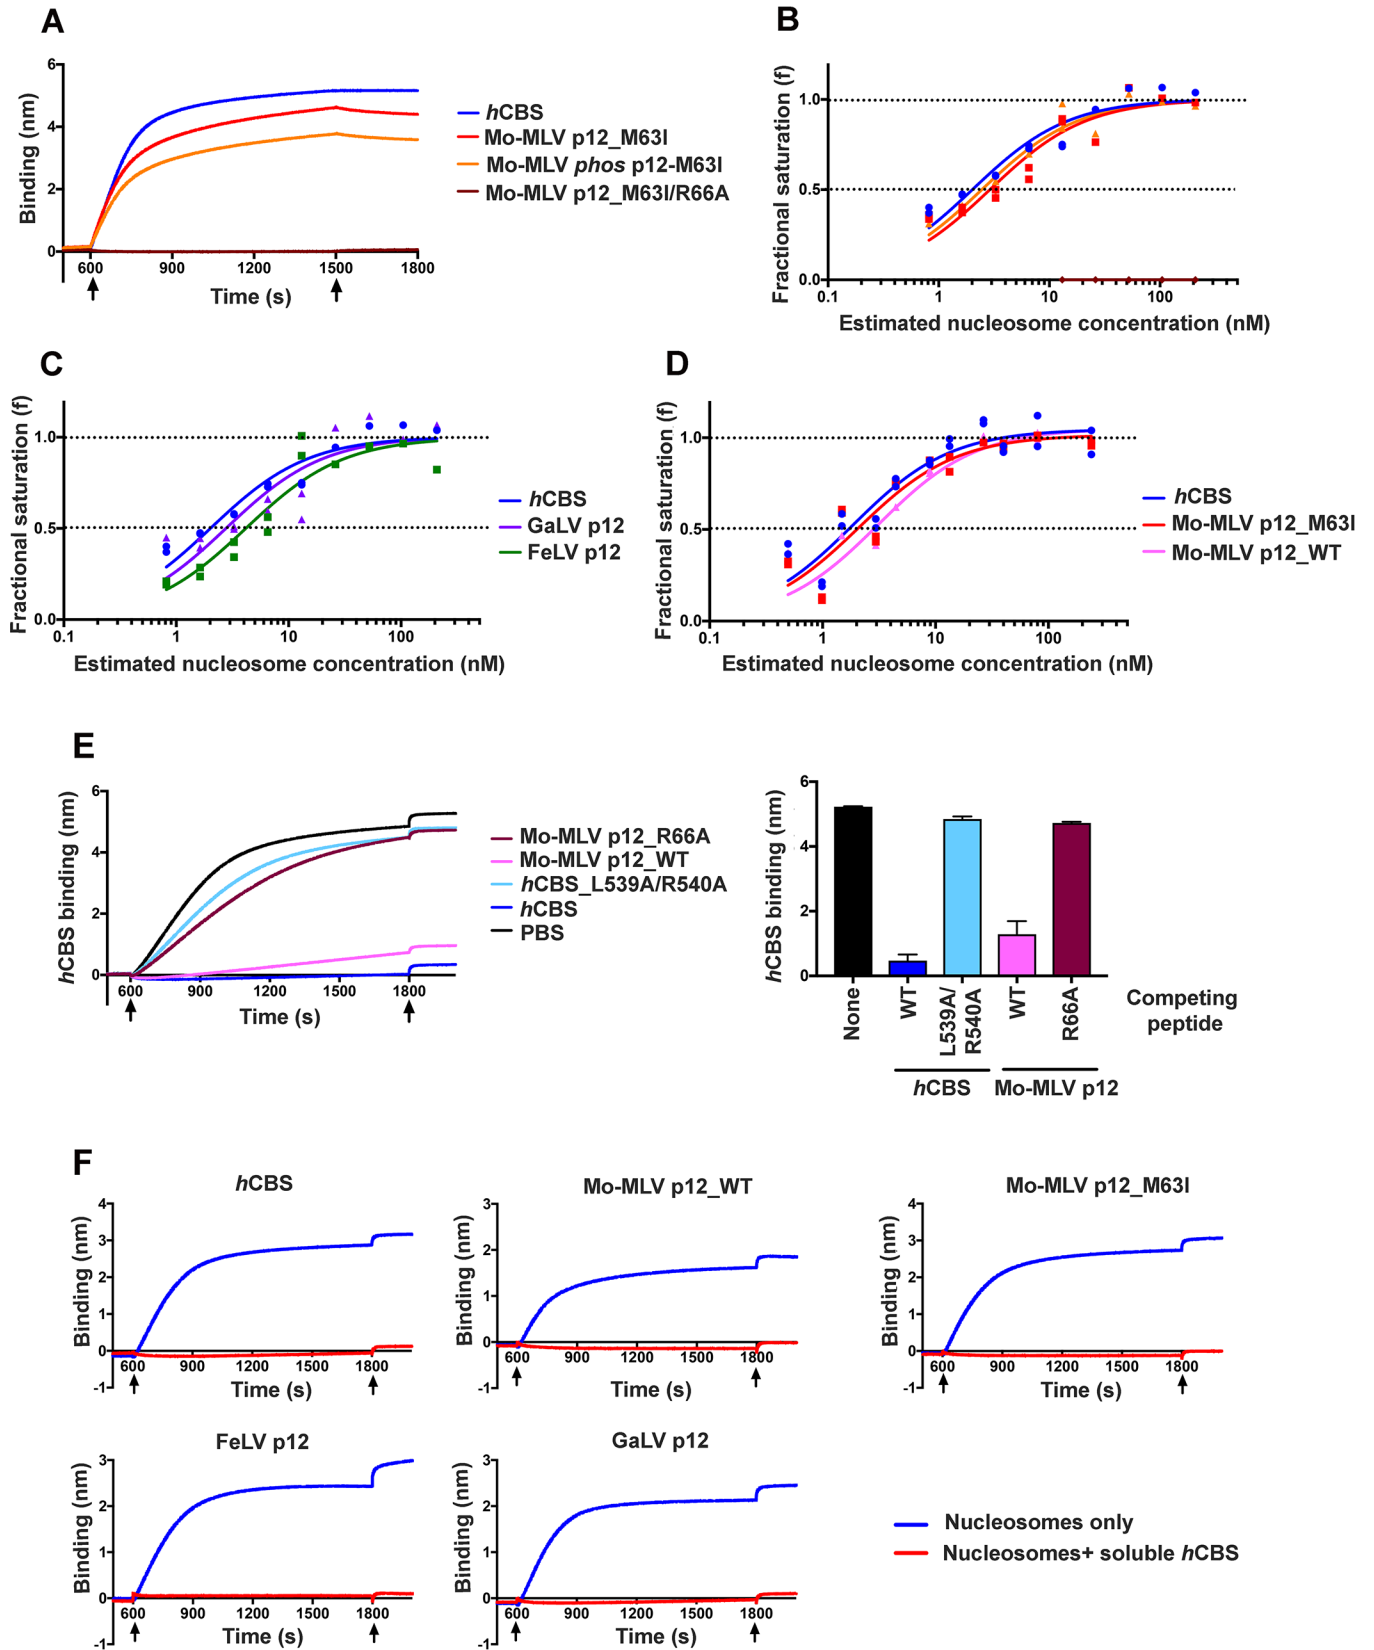 A
6
4
2
0
Binding (nm)
600 900 1200 1500 1800
Time (s)
hCBS
Mo-MLV p12_M63I
Mo-MLV phos p12-M63I
Mo-MLV p12_M63I/R66A
B
Fractional saturation (f)
1.0
0.5
0.0
0.1 1 10 100
Estimated nucleosome concentration (nM)
C
Fractional saturation (f)
1.0
0.5
0.0
0.1 1 10 100
Estimated nucleosome concentration (nM)
hCBS
GaLV p12
FeLV p12
D
Fractional saturation (f)
1.0
0.5
0.0
0.1 1 10 100
Estimated nucleosome concentration (nM)
hCBS
Mo-MLV p12_M63I
Mo-MLV p12_WT
E
hCBS binding (nm)
6
4
2
0
600 900 1200 1500 1800
Time (s)
Mo-MLV p12_R66A
Mo-MLV p12_WT
hCBS_L539A/R540A
hCBS
PBS
hCBS binding (nm)
6
4
2
0
None
WT
L539A/
R540A
WT
R66A
Competing
peptide
hCBS
Mo-MLV p12
F
hCBS
Binding (nm)
4
3
2
1
0
-1
600 900 1200 1500 1800
Time (s)
Mo-MLV p12_WT
Binding (nm)
3
2
1
0
-1
600 900 1200 1500 1800
Time (s)
Mo-MLV p12_M63I
Binding (nm)
4
3
2
1
0
-1
600 900 1200 1500 1800
Time (s)
FeLV p12
Binding (nm)
3
2
1
0
-1
600 900 1200 1500 1800
Time (s)
GaLV p12
Binding (nm)
3
2
1
0
-1
600 900 1200 1500 1800
Time (s)
Nucleosomes only
Nucleosomes+ soluble hCBS